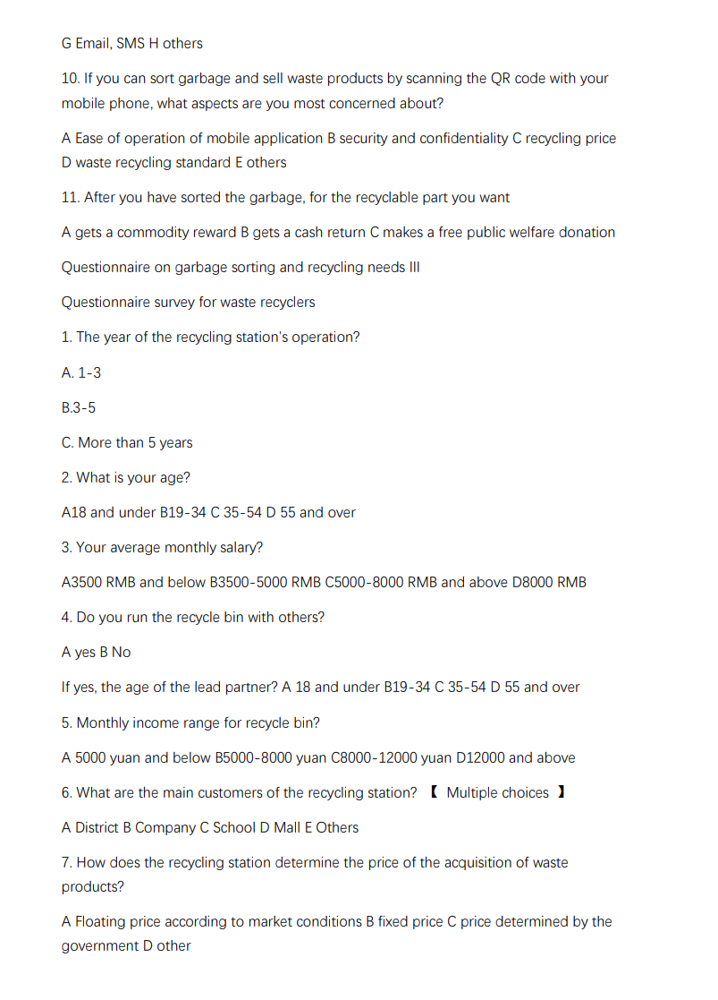 G Email, SMS H others
10. If you can sort garbage and sell waste products by scanning the QR code with your
mobile phone, what aspects are you most concerned about?
A Ease of operation of mobile application B security and confidentiality C recycling price
D waste recycling standard E others
11. After you have sorted the garbage, for the recyclable part you want
A gets a commodity reward B gets a cash return C makes a free public welfare donation
Questionnaire on garbage sorting and recycling needs III
Questionnaire survey for waste recyclers
1. The year of the recycling station's operation?
A. 1-3
B.3-5
C. More than 5 years
2. What is your age?
A18 and under B19-34 C 35-54 D 55 and over
3. Your average monthly salary?
A3500 RMB and below B3500-5000 RMB C5000-8000 RMB and above D8000 RMB
4. Do you run the recycle bin with others?
A yes B No
If yes, the age of the lead partner? A 18 and under B19-34 C 35-54 D 55 and over
5. Monthly income range for recycle bin?
A 5000 yuan and below B5000-8000 yuan C8000-12000 yuan D12000 and above
6. What are the main customers of the recycling station? 【 Multiple choices 】
A District B Company C School D Mall E Others
7. How does the recycling station determine the price of the acquisition of waste
products?
A Floating price according to market conditions B fixed price C price determined by the
government D other